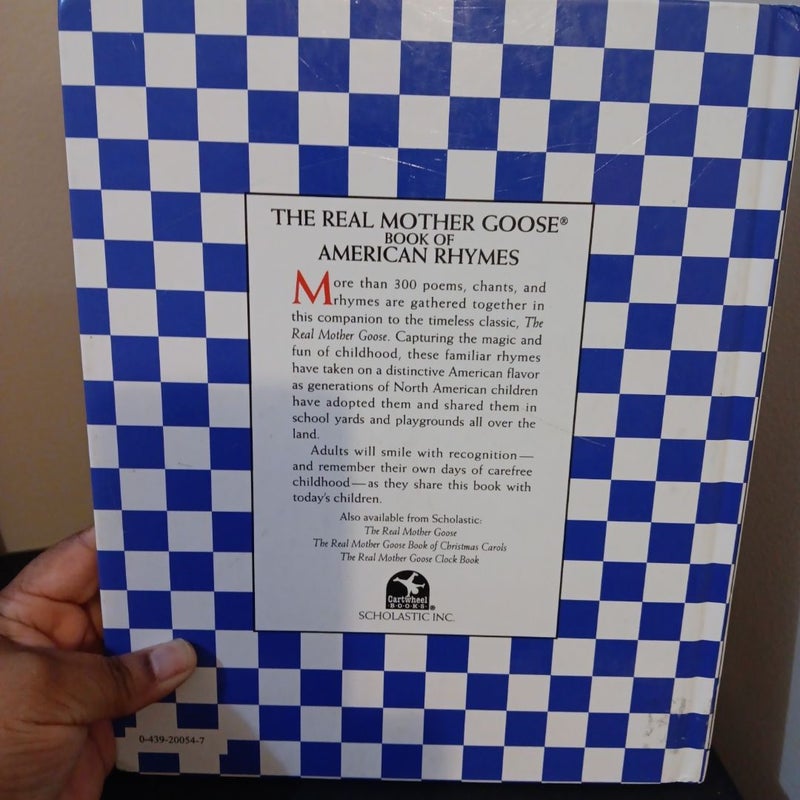 THE REAL MOTHER GOOSE®
BOOK OF
AMERICAN RHYMES
More than 300 poems, chants, and
rhymes are gathered together in
this companion to the timeless classic, The
Real Mother Goose. Capturing the magic and
fun of childhood, these familiar rhymes
have taken on a distinctive American flavor
as generations of North American children
have adopted them and shared them in
school yards and playgrounds all over the
land.
Adults will smile with recognition—
and remember their own days of carefree
childhood—as they share this book with
today's children.
Also available from Scholastic:
The Real Mother Goose
The Real Mother Goose Book of Christmas Carols
The Real Mother Goose Clock Book
Cartwheel
BOOKS®
SCHOLASTIC INC.
0-439-20054-7